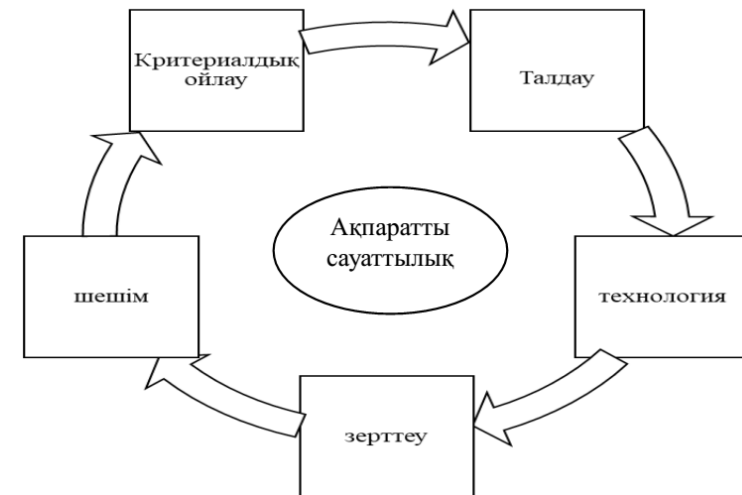 Критериалдық
ойлау
Талдау
Ақпаратты
сауаттылық
шешім
технология
зерттеу